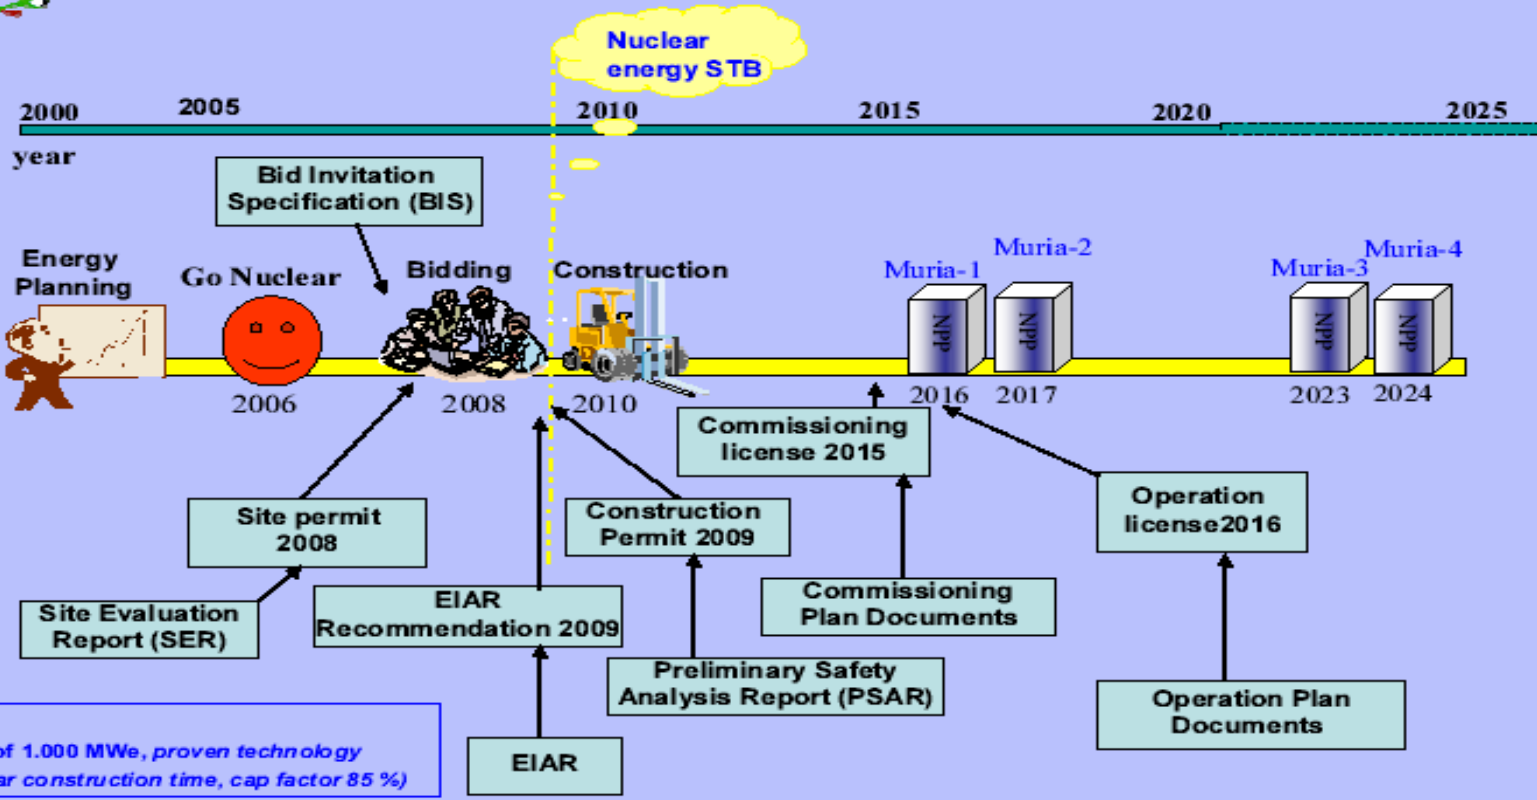 Nuclear
energy STB
2000
2005
2010
2015
2020
2025
year
Bid Invitation
Specification (BIS)
Energy
Planning
Go Nuclear
Bidding
Construction
Muria-1
Muria-2
Muria-3
Muria-4
NPP
NPP
NPP
NPP
2006
2008
2010
2016
2017
2023
2024
Commissioning
license 2015
Site permit
2008
Construction
Permit 2009
Operation
license2016
Site Evaluation
Report (SER)
EIAR
Recommendation 2009
Commissioning
Plan Documents
Preliminary Safety
Analysis Report (PSAR)
Operation Plan
Documents
EIAR
of 1.000 MWe, proven technology
construction time, cap factor 85 %)